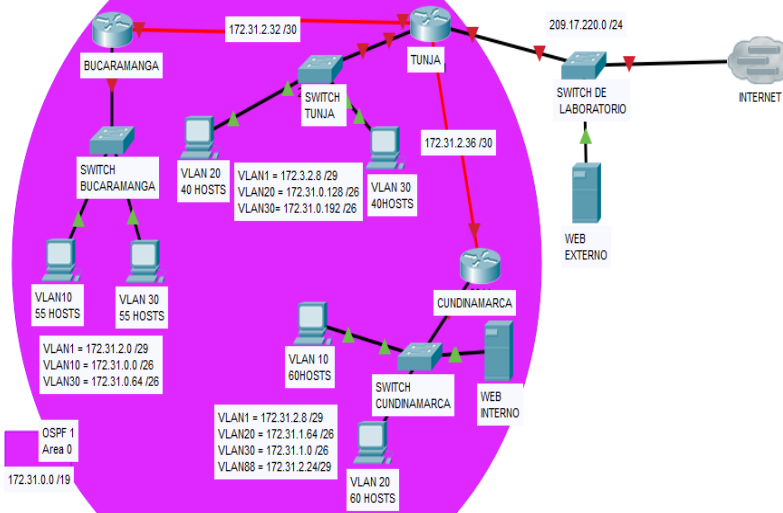 172.31.2.32 /30
209.17.220.0 /24
BUCARAMANGA
TUNJA
SWITCH
TUNJA
SWITCH DE
LABORATORIO
INTERNET
SWITCH
BUCARAMANGA
VLAN 20
40 HOSTS
VLAN1 = 172.3.2.8 /29
VLAN20 = 172.31.0.128 /26
VLAN30= 172.31.0.192 /26
VLAN 30
40HOSTS
172.31.2.36 /30
WEB
EXTERNO
VLAN10
55 HOSTS
VLAN 30
55 HOSTS
CUNDINAMARCA
VLAN1 = 172.31.2.0 /29
VLAN10 = 172.31.0.0 /26
VLAN30 = 172.31.0.64 /26
VLAN 10
60HOSTS
SWITCH
CUNDINAMARCA
WEB
INTERNO
VLAN1 = 172.31.2.8 /29
VLAN20 = 172.31.1.64 /26
VLAN30 = 172.31.1.0 /26
VLAN88 = 172.31.2.24/29
VLAN 20
60 HOSTS
OSPF 1
Area 0
172.31.0.0 /19